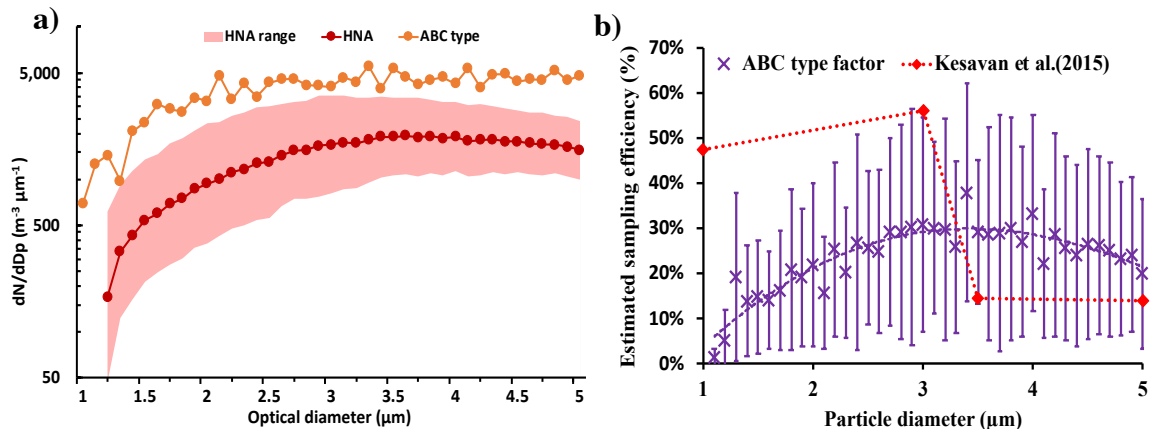 a)
HNA range HNA ABC type
5,000
500
50
dN/dDp (m⁻³ µm⁻¹)
1 1.5 2 2.5 3 3.5 4 4.5 5
Optical diameter (µm)
b)
ABC type factor Kesavan et al.(2015)
70%
60%
50%
40%
30%
20%
10%
0%
Estimated sampling efficiency (%)
1 2 3 4 5
Particle diameter (µm)